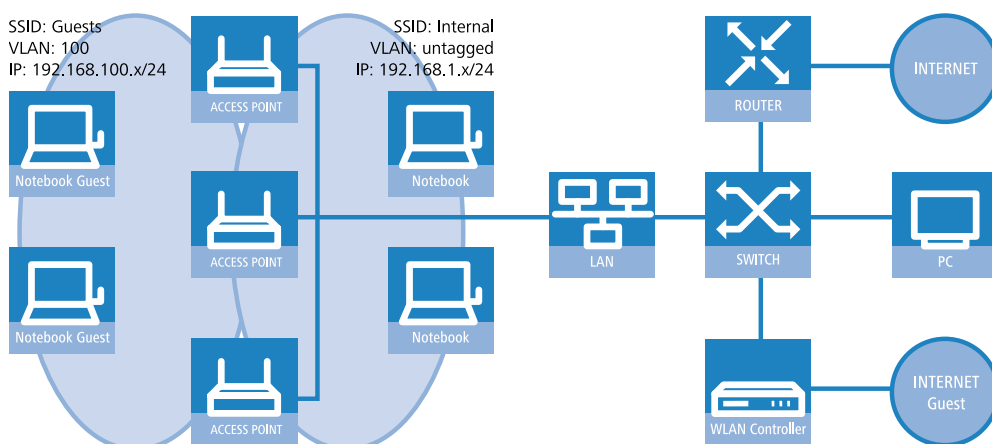 SSID: Guests
VLAN: 100
IP: 192.168.100.x/24
SSID: Internal
VLAN: untagged
IP: 192.168.1.x/24
ACCESS POINT
ROUTER
INTERNET
Notebook Guest
Notebook
ACCESS POINT
LAN
SWITCH
PC
Notebook Guest
Notebook
ACCESS POINT
WLAN Controller
INTERNET
Guest